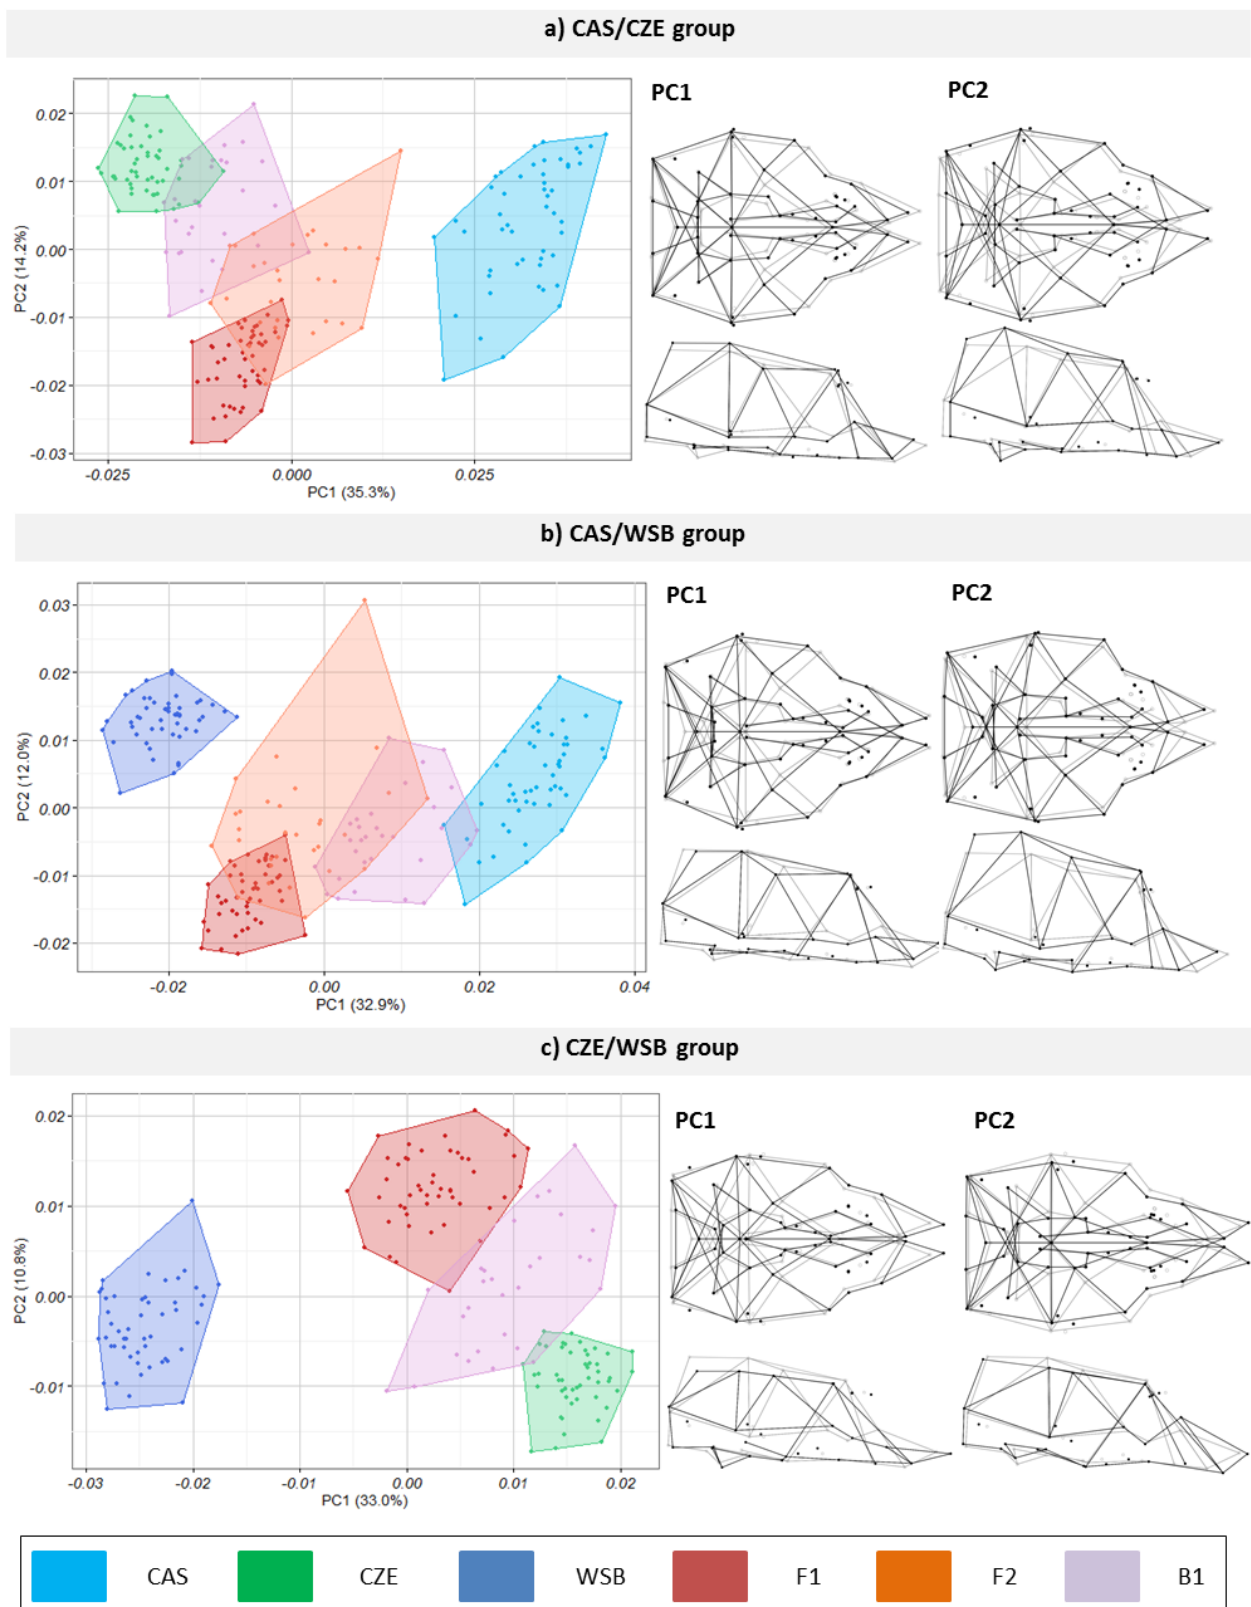 a) CAS/CZE group
PC1
PC2
0.02
0.01
0.00
-0.01
-0.02
-0.03
PC2 (14.2%)
-0.025
0.000
0.025
PC1 (35.3%)
b) CAS/WSB group
PC1
PC2
0.03
0.02
0.01
0.00
-0.01
-0.02
PC2 (12.0%)
-0.02
0.00
0.02
0.04
PC1 (32.9%)
c) CZE/WSB group
PC1
PC2
0.02
0.01
0.00
-0.01
PC2 (10.8%)
-0.03
-0.02
-0.01
0.00
0.01
0.02
PC1 (33.0%)
CAS
CZE
WSB
F1
F2
B1